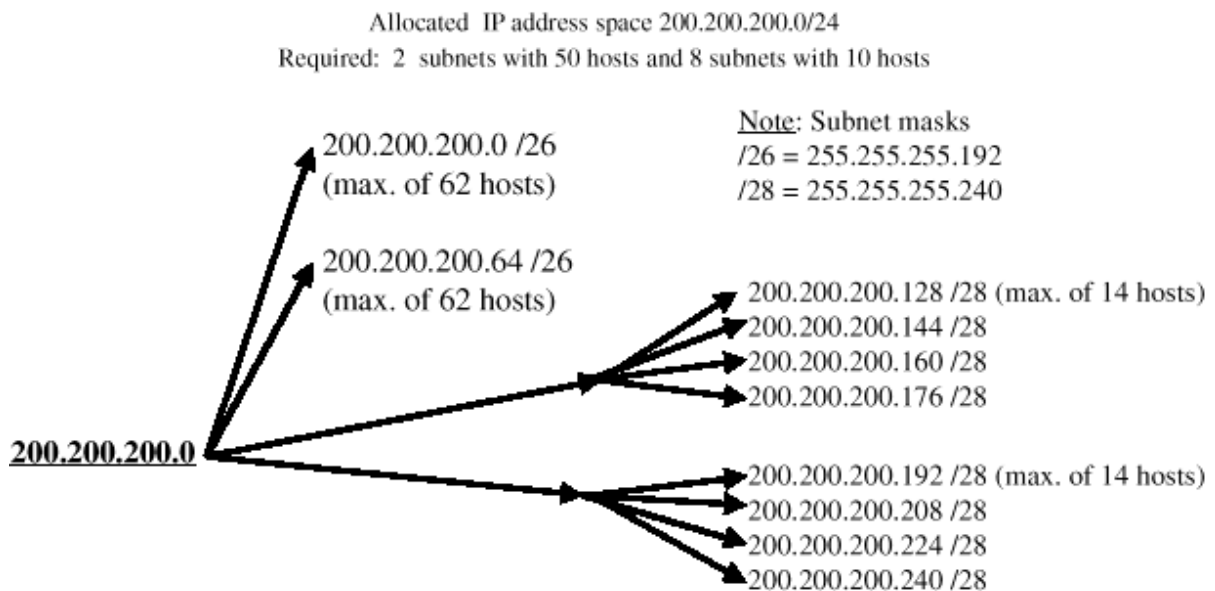 Allocated IP address space 200.200.200.0/24
Required: 2 subnets with 50 hosts and 8 subnets with 10 hosts
200.200.200.0 /26
(max. of 62 hosts)
Note: Subnet masks
/26 = 255.255.255.192
/28 = 255.255.255.240
200.200.200.64 /26
(max. of 62 hosts)
200.200.200.128 /28 (max. of 14 hosts)
200.200.200.144 /28
200.200.200.160 /28
200.200.200.176 /28
200.200.200.0
200.200.200.192 /28 (max. of 14 hosts)
200.200.200.208 /28
200.200.200.224 /28
200.200.200.240 /28